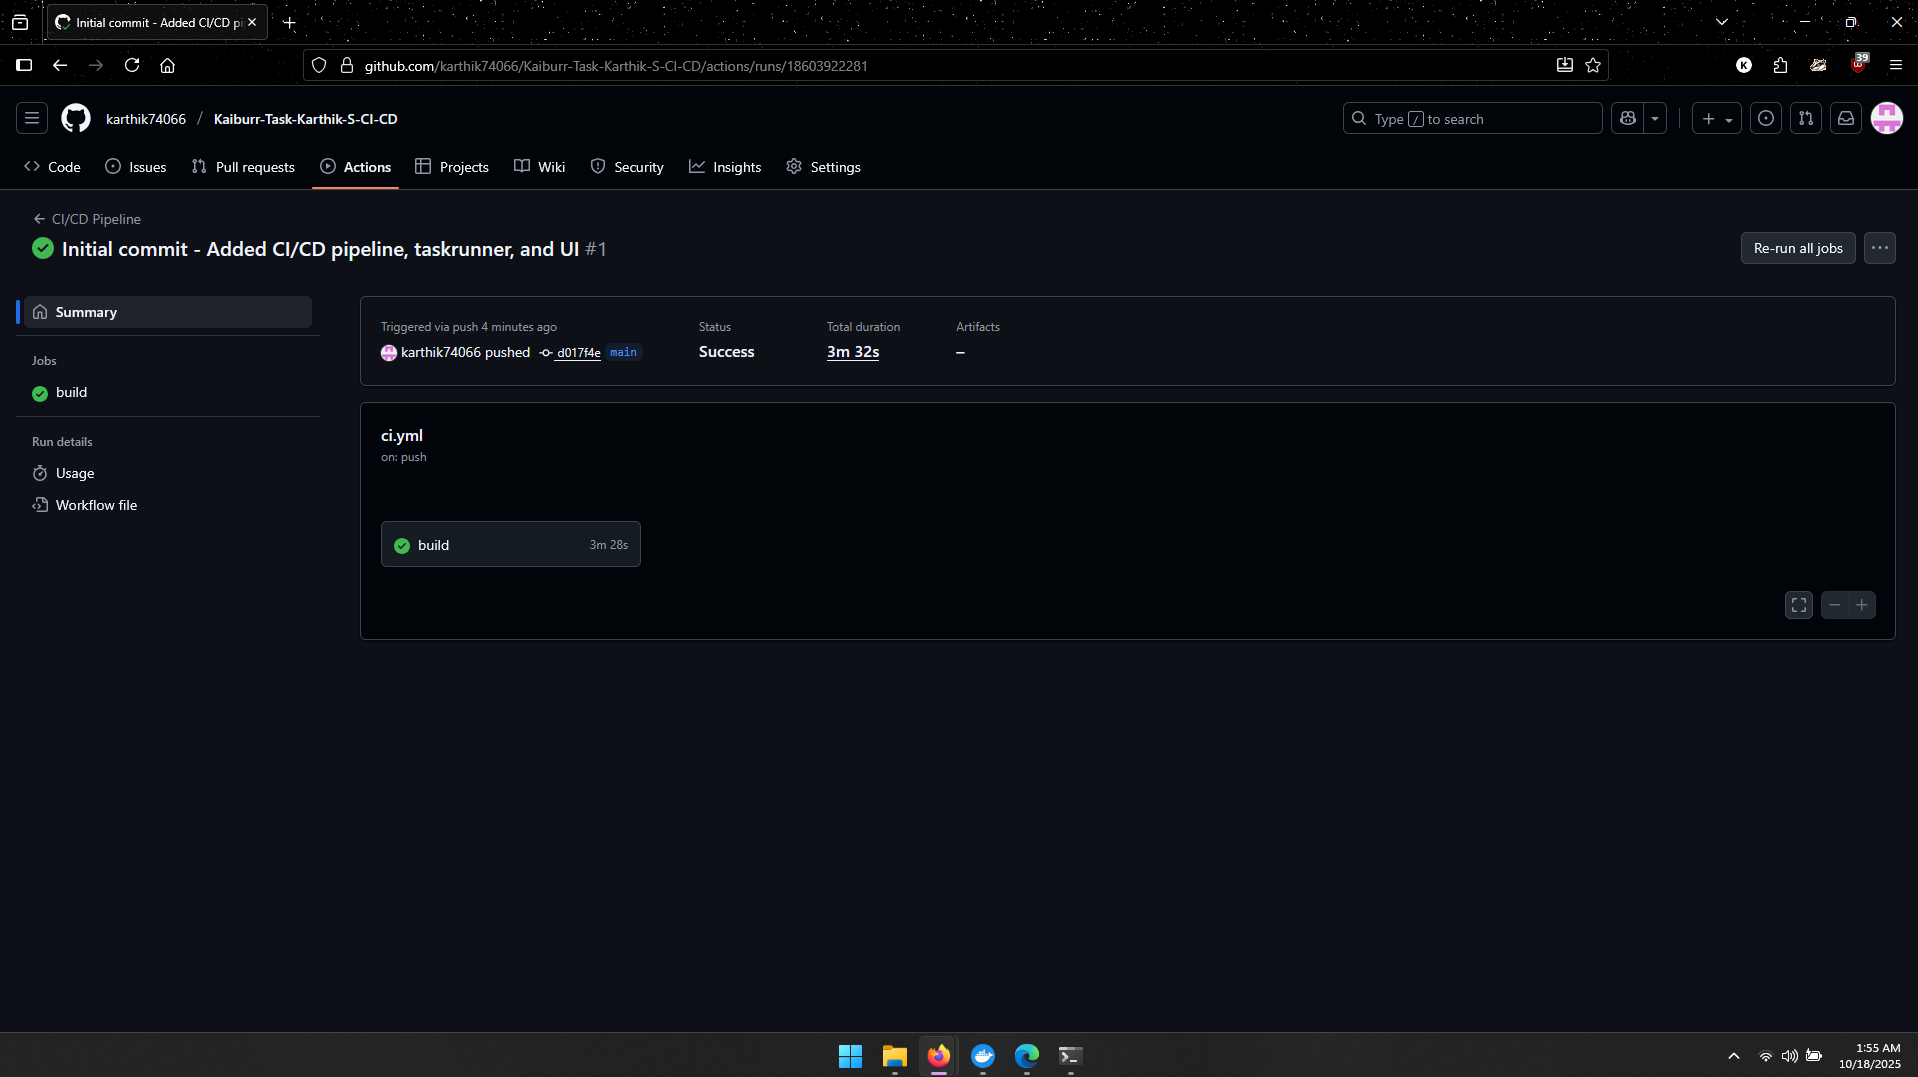 Initial commit - Added CI/CD pi
github.com/karthik74066/Kaiburr-Task-Karthik-S-CI-CD/actions/runs/18603922281
K
39
karthik74066 / Kaiburr-Task-Karthik-S-CI-CD
Type / to search
Code
Issues
Pull requests
Actions
Projects
Wiki
Security
Insights
Settings
← CI/CD Pipeline
Initial commit - Added CI/CD pipeline, taskrunner, and UI #1
Re-run all jobs
Summary
Jobs
build
Run details
Usage
Workflow file
Triggered via push 4 minutes ago
karthik74066 pushed d017f4e main
Status
Success
Total duration
3m 32s
Artifacts
–
ci.yml
on: push
build 3m 28s
1:55 AM
10/18/2025